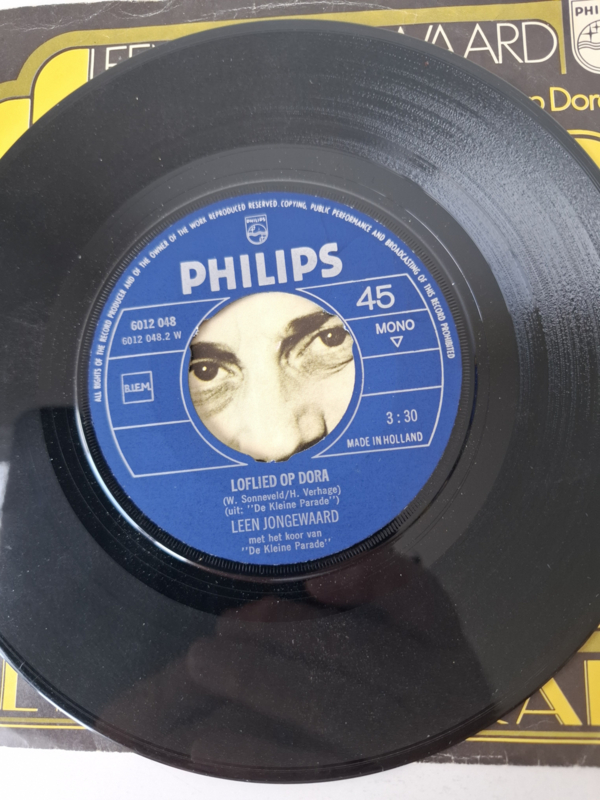 WAARD
PHILIPS
ALL RIGHTS OF THE RECORD PRODUCER AND OF THE OWNER OF THE WORK REPRODUCED RESERVED. COPYING, PUBLIC PERFORMANCE AND BROADCASTING OF THIS RECORD PROHIBITED
PHILIPS
PHILIPS
6012 048
6012 048.2 W
45
MONO
B.I.E.M.
3 : 30
MADE IN HOLLAND
LOFLIED OP DORA
(W. Sonneveld/H. Verhage)
(uit: "De Kleine Parade")
LEEN JONGEWAARD
met het koor van
"De Kleine Parade"